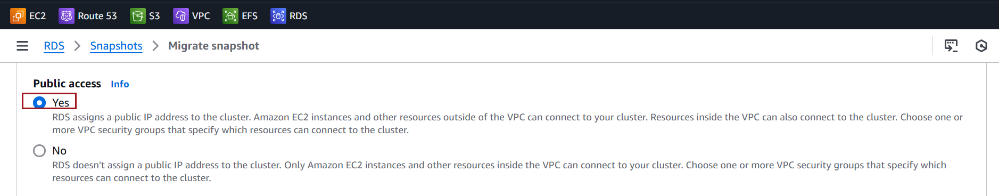 EC2 Route 53 S3 VPC EFS RDS
RDS > Snapshots > Migrate snapshot
Public access Info
Yes
RDS assigns a public IP address to the cluster. Amazon EC2 instances and other resources outside of the VPC can connect to your cluster. Resources inside the VPC can also connect to the cluster. Choose one or
more VPC security groups that specify which resources can connect to the cluster.
No
RDS doesn't assign a public IP address to the cluster. Only Amazon EC2 instances and other resources inside the VPC can connect to your cluster. Choose one or more VPC security groups that specify which
resources can connect to the cluster.